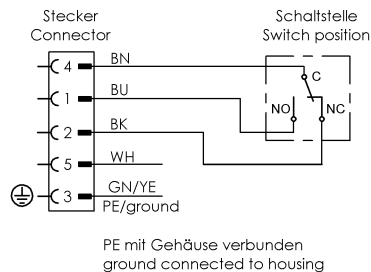 Stecker
Connector
Schaltstelle
Switch position
4 BN
C
1 BU
NO NC
2 BK
5 WH
3 GN/YE
PE/ground
PE mit Gehäuse verbunden
ground connected to housing